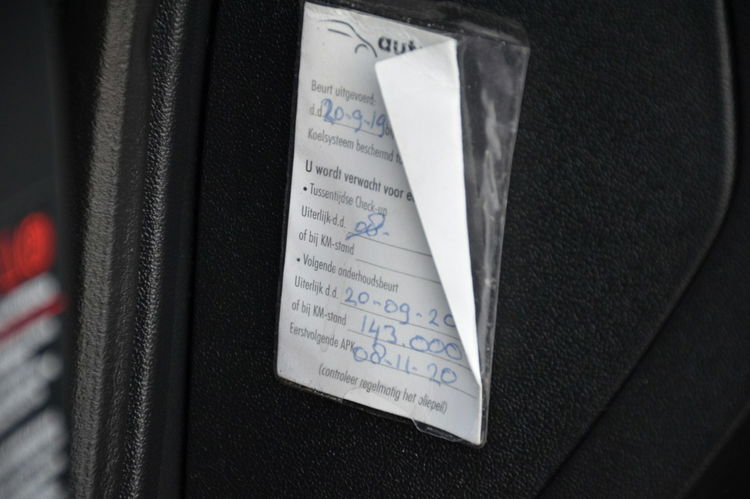 aut
Beurt uitgevoerd:
d.d. 20-9-19
Koelsysteem beschermd t
U wordt verwacht voor e
• Tussentijdse Check-up
Uiterlijk d.d. 08-
of bij KM-stand
• Volgende onderhoudsbeurt
Uiterlijk d.d. 20-09-20
of bij KM-stand 143.000
Eerstvolgende APK 08-11-20
(controleer regelmatig het oliepeil)